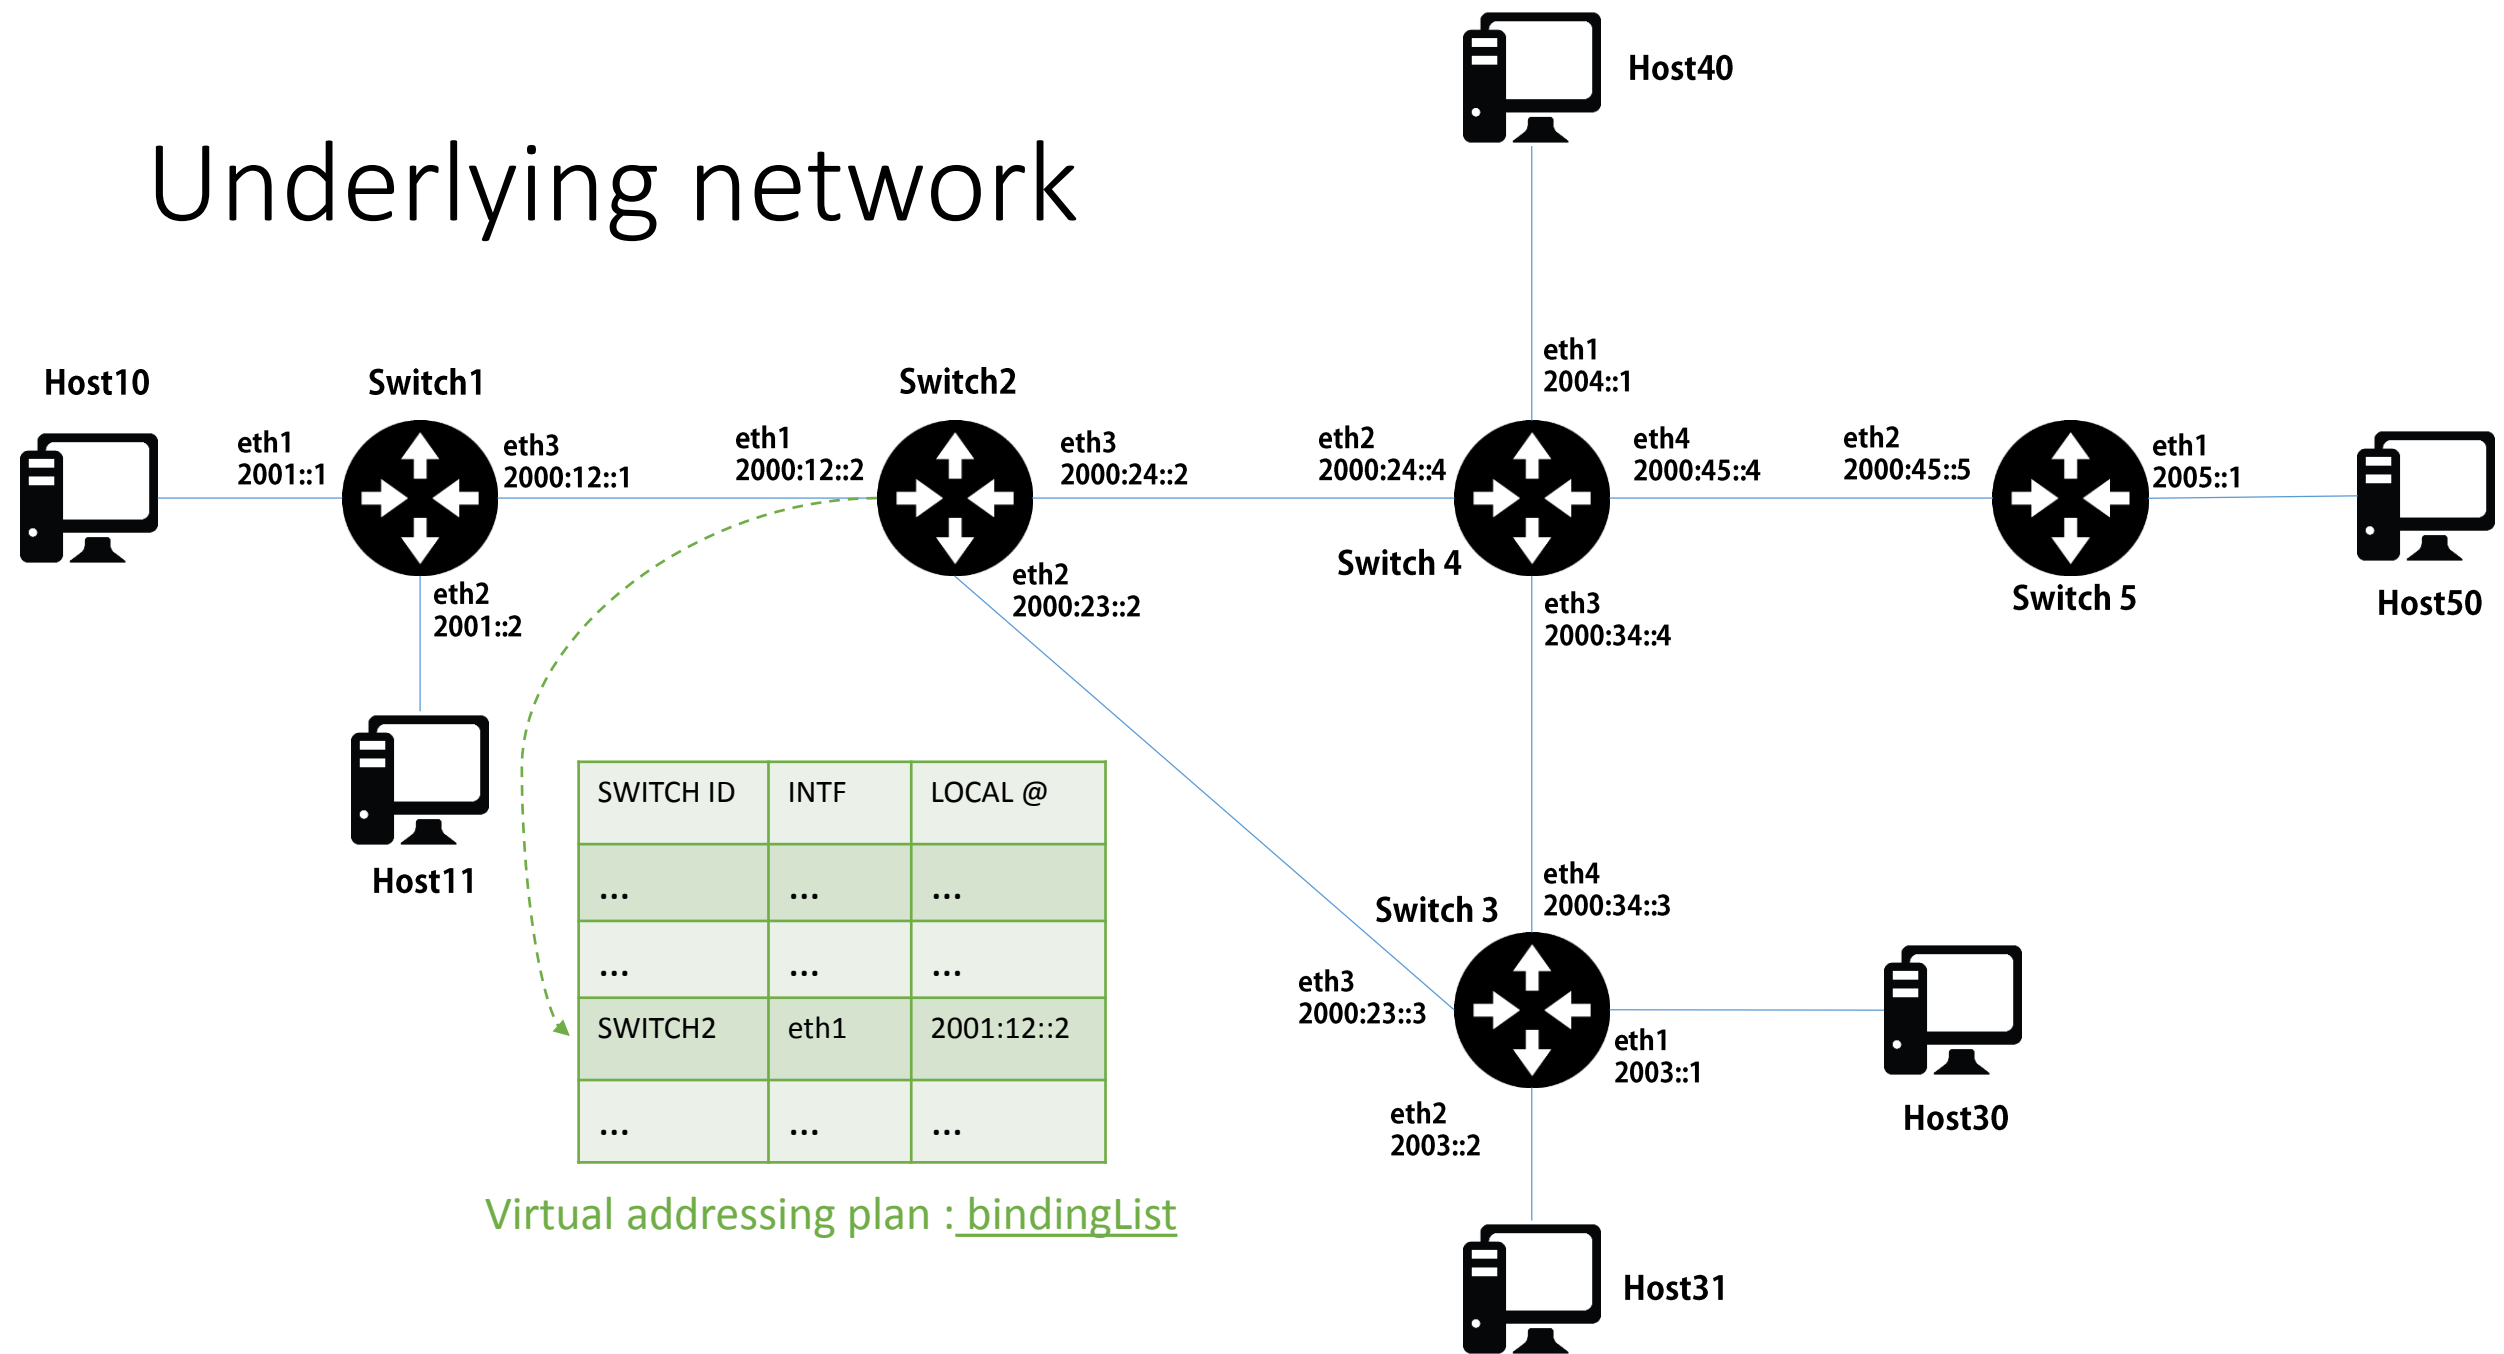 Underlying network
Host40
eth1
2004::1
Host10
Switch1
Switch2
eth1
2001::1
eth3
2000:12::1
eth1
2000:12::2
eth3
2000:24::2
eth2
2000:24::4
eth4
2000:45::4
eth2
2000:45::5
eth1
2005::1
Switch 4
Switch 5
Host50
eth2
2001::2
eth2
2000:23::2
eth3
2000:34::4
Host11
SWITCH ID INTF LOCAL @
... ... ...
... ... ...
SWITCH2 eth1 2001:12::2
... ... ...
Virtual addressing plan : bindingList
eth4
2000:34::3
Switch 3
eth3
2000:23::3
eth1
2003::1
Host30
eth2
2003::2
Host31